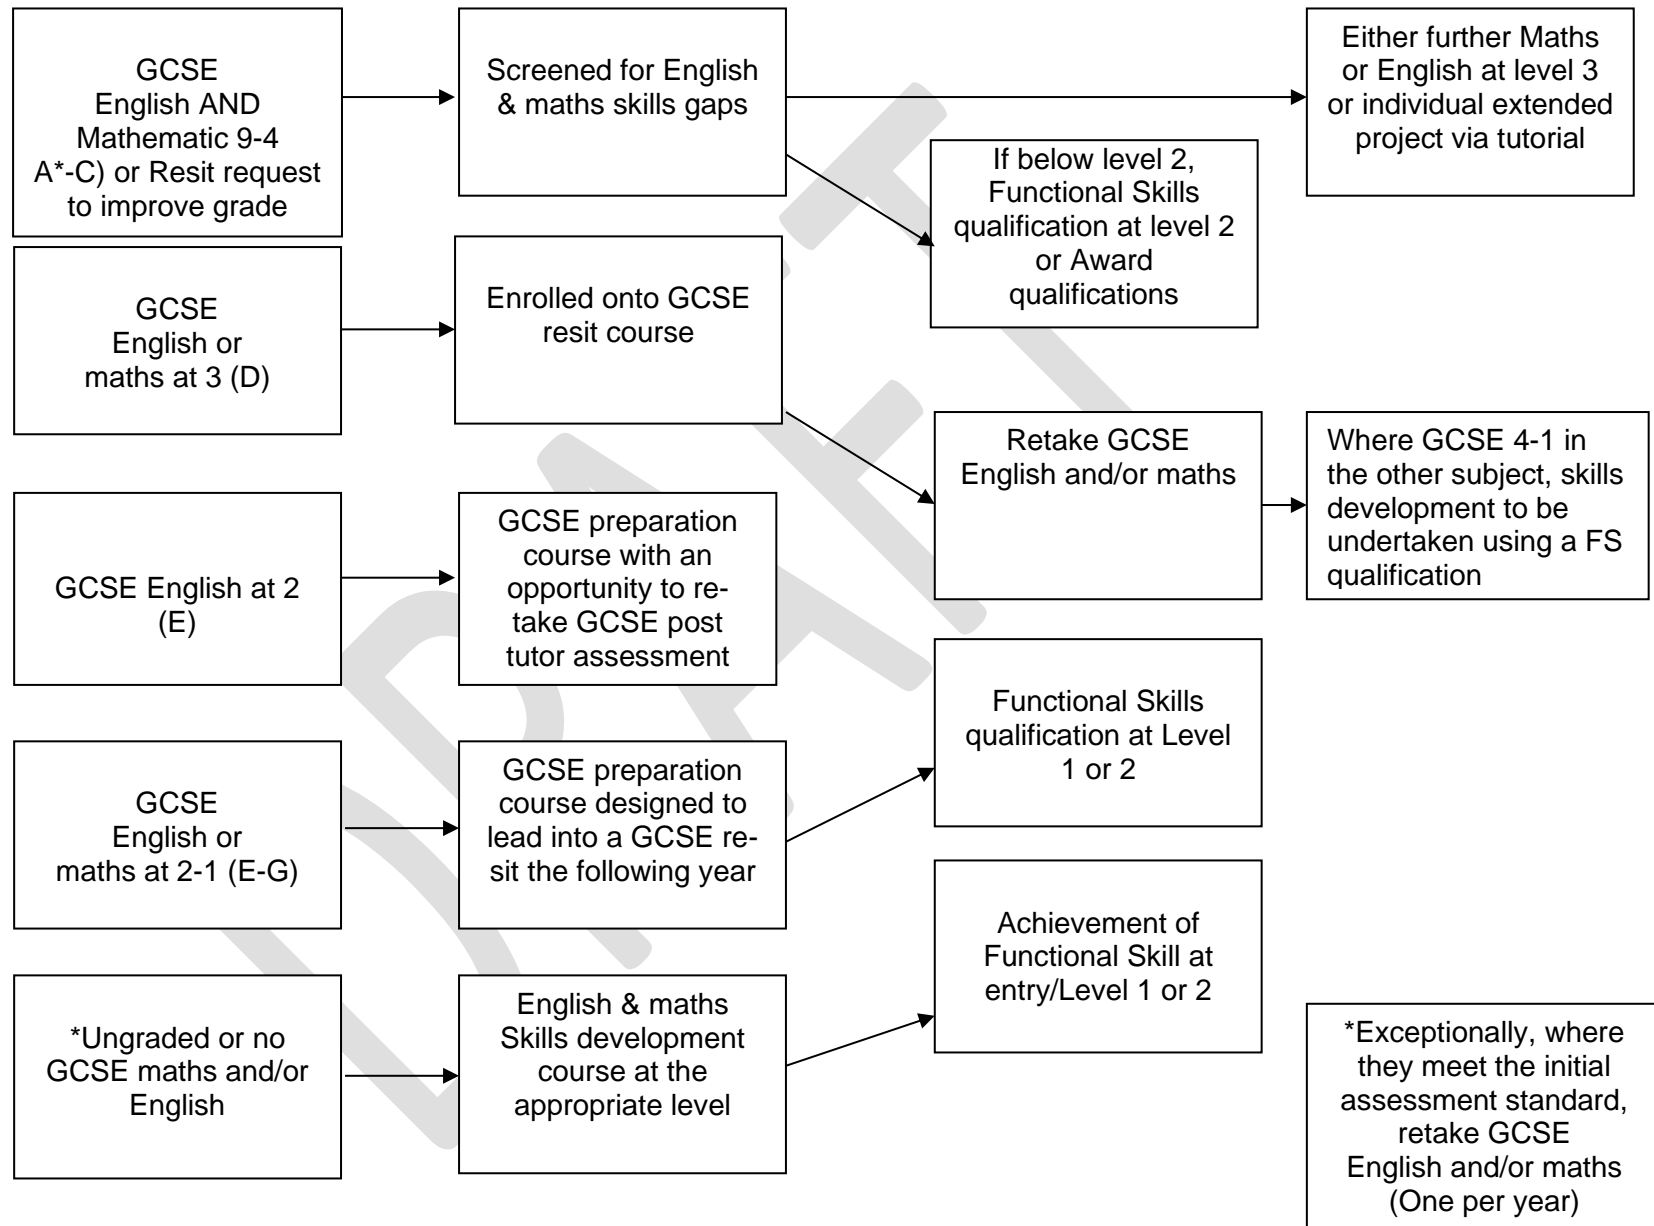 GCSE
English AND
Mathematic 9-4
A*-C) or Resit request
to improve grade
Screened for English
& maths skills gaps
Either further Maths
or English at level 3
or individual extended
project via tutorial
If below level 2,
Functional Skills
qualification at level 2
or Award
qualifications
GCSE
English or
maths at 3 (D)
Enrolled onto GCSE
resit course
Retake GCSE
English and/or maths
Where GCSE 4-1 in
the other subject, skills
development to be
undertaken using a FS
qualification
GCSE English at 2
(E)
GCSE preparation
course with an
opportunity to re-
take GCSE post
tutor assessment
Functional Skills
qualification at Level
1 or 2
GCSE
English or
maths at 2-1 (E-G)
GCSE preparation
course designed to
lead into a GCSE re-
sit the following year
Achievement of
Functional Skill at
entry/Level 1 or 2
*Ungraded or no
GCSE maths and/or
English
English & maths
Skills development
course at the
appropriate level
*Exceptionally, where
they meet the initial
assessment standard,
retake GCSE
English and/or maths
(One per year)
DRAFT